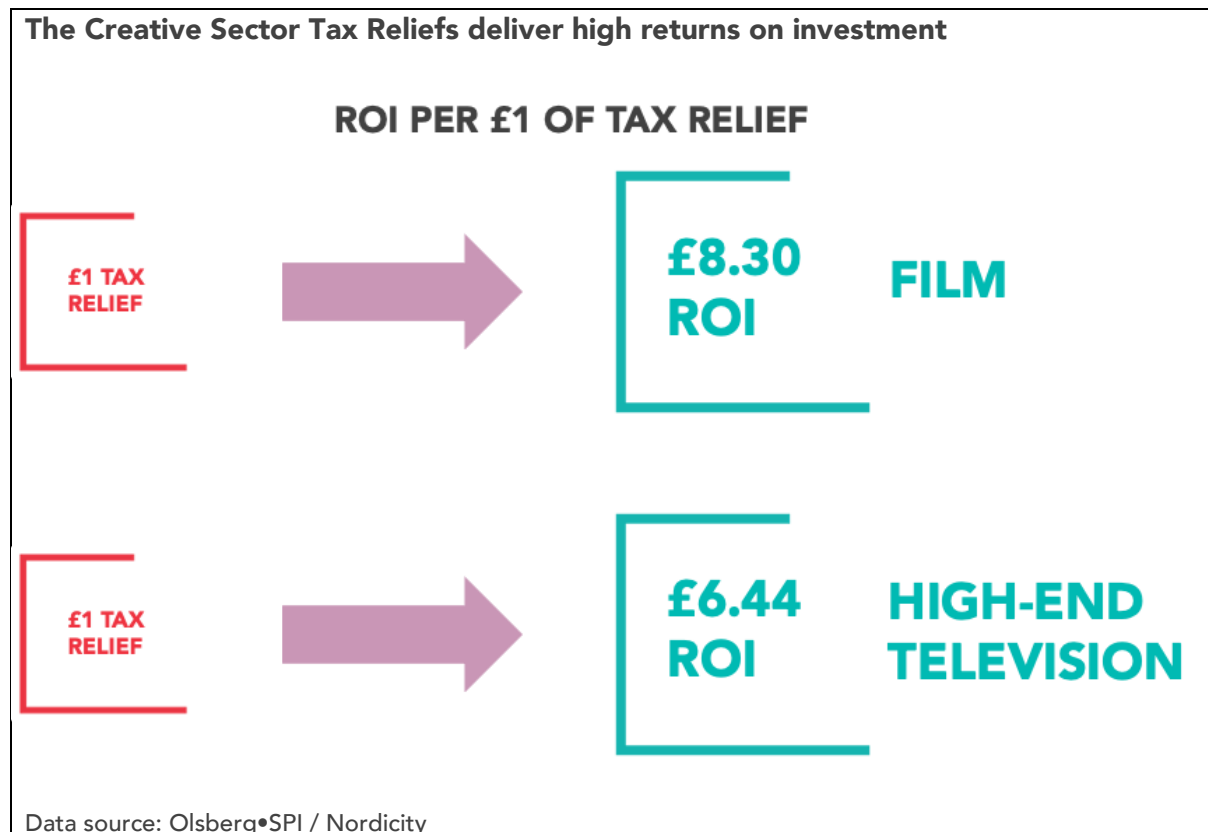 The Creative Sector Tax Reliefs deliver high returns on investment
ROI PER £1 OF TAX RELIEF
£1 TAX
RELIEF
£8.30
ROI
FILM
£1 TAX
RELIEF
£6.44
ROI
HIGH-END
TELEVISION
Data source: Olsberg•SPI / Nordicity